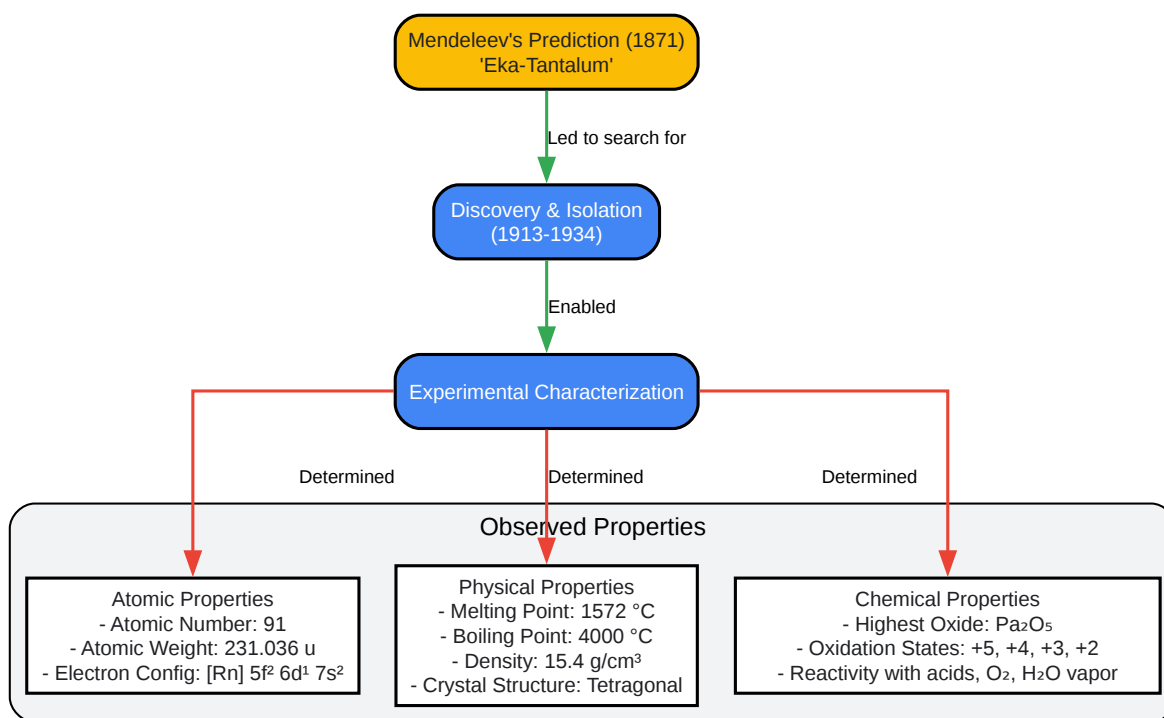 Mendeleev's Prediction (1871)
'Eka-Tantalum'
Led to search for
Discovery & Isolation
(1913-1934)
Enabled
Experimental Characterization
Determined
Determined
Determined
Observed Properties
Atomic Properties
- Atomic Number: 91
- Atomic Weight: 231.036 u
- Electron Config: [Rn] 5f² 6d¹ 7s²
Physical Properties
- Melting Point: 1572 °C
- Boiling Point: 4000 °C
- Density: 15.4 g/cm³
- Crystal Structure: Tetragonal
Chemical Properties
- Highest Oxide: Pa₂O₅
- Oxidation States: +5, +4, +3, +2
- Reactivity with acids, O₂, H₂O vapor